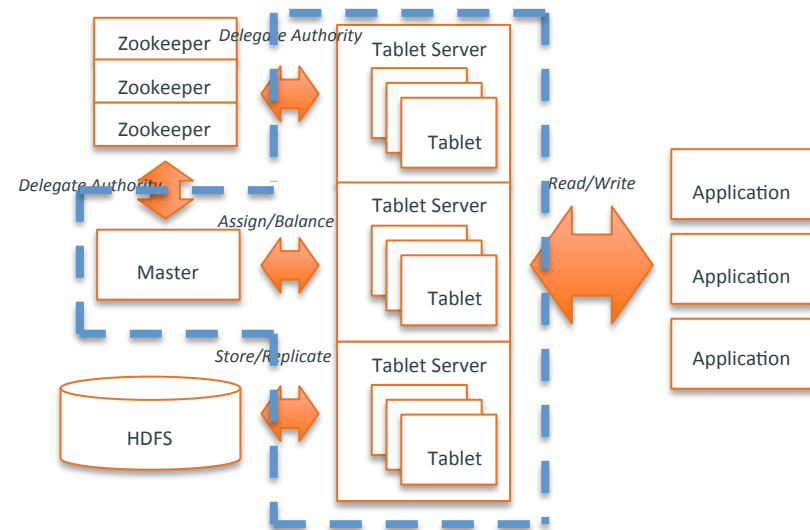 Zookeeper
Zookeeper
Zookeeper
Delegate Authority
Delegate Authority
Assign/Balance
Master
Store/Replicate
HDFS
Tablet Server
Tablet
Tablet Server
Tablet
Tablet Server
Tablet
Read/Write
Application
Application
Application